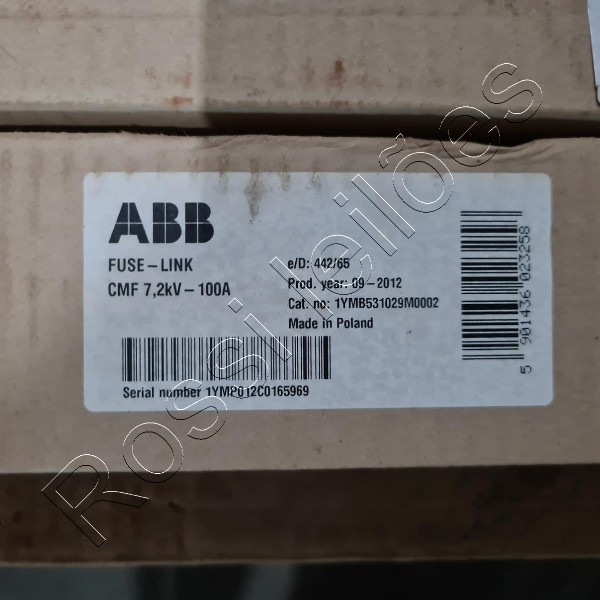 ABB
FUSE-LINK
CMF 7,2kV-100A
e/D: 442/65
Prod. year: 09-2012
Cat. no: 1YMB531029M0002
Made in Poland
Serial number 1YMP012C0165969
5 901436 023258
Rossi leilões